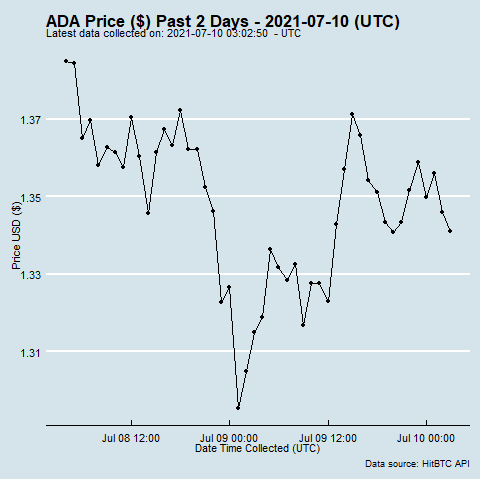 ADA Price ($) Past 2 Days - 2021-07-10 (UTC)
Latest data collected on: 2021-07-10 03:02:50 - UTC
1.37
1.35
1.33
1.31
Price USD ($)
Jul 08 12:00
Jul 09 00:00
Jul 09 12:00
Jul 10 00:00
Date Time Collected (UTC)
Data source: HitBTC API